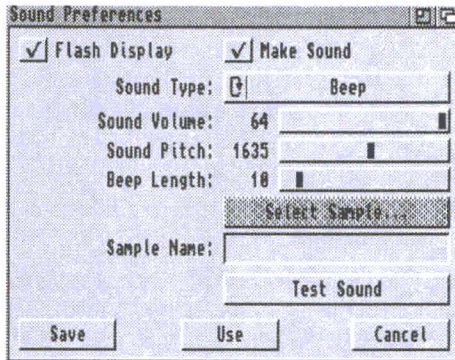 Sound Preferences
Flash Display
Make Sound
Sound Type: Beep
Sound Volume: 64
Sound Pitch: 1635
Beep Length: 10
Select Sample...
Sample Name:
Test Sound
Save Use Cancel